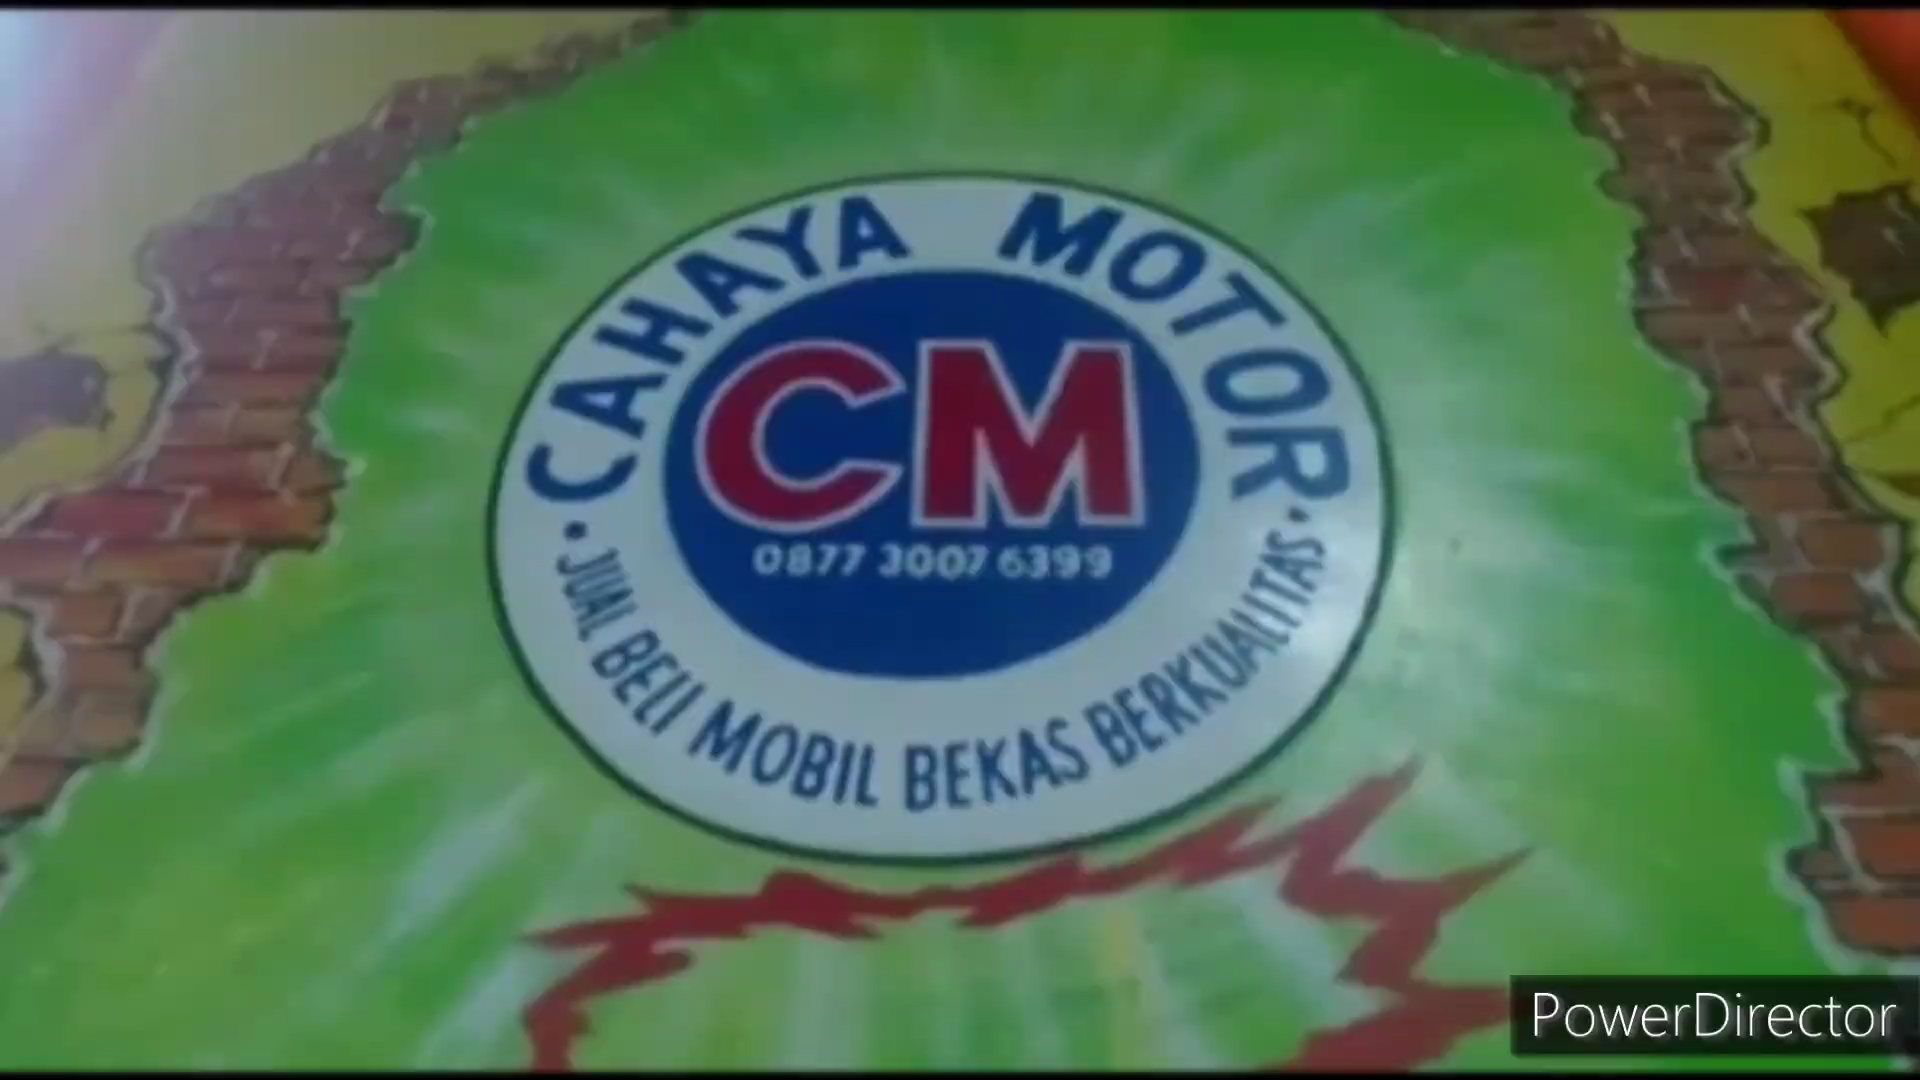 CAHAYA MOTOR
CM
0877 3007 6399
• JUAL BELI MOBIL BEKAS BERKUALITAS •
PowerDirector